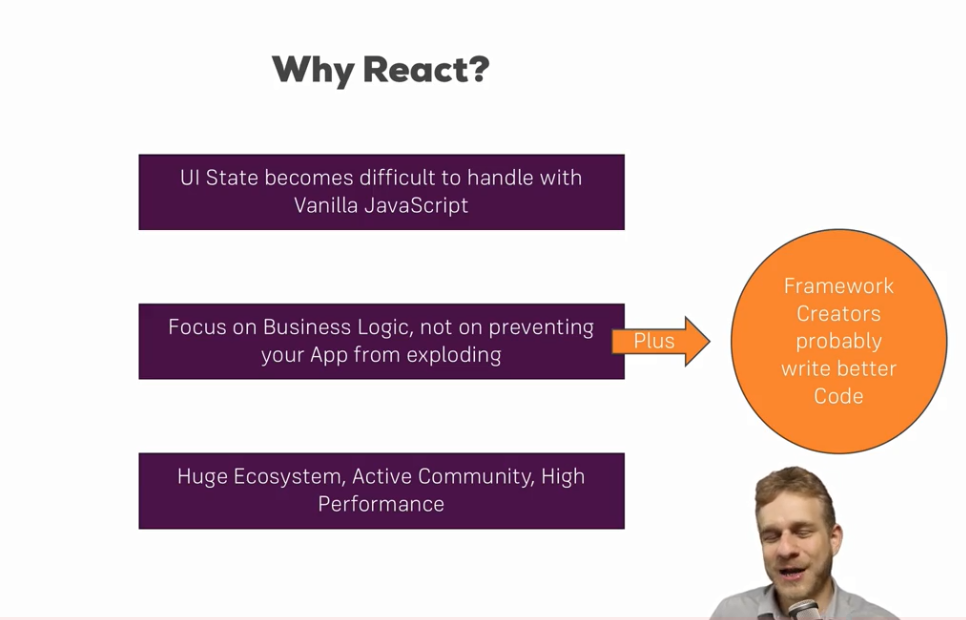 Why React?
UI State becomes difficult to handle with
Vanilla JavaScript
Focus on Business Logic, not on preventing
your App from exploding
Plus
Framework
Creators
probably
write better
Code
Huge Ecosystem, Active Community, High
Performance